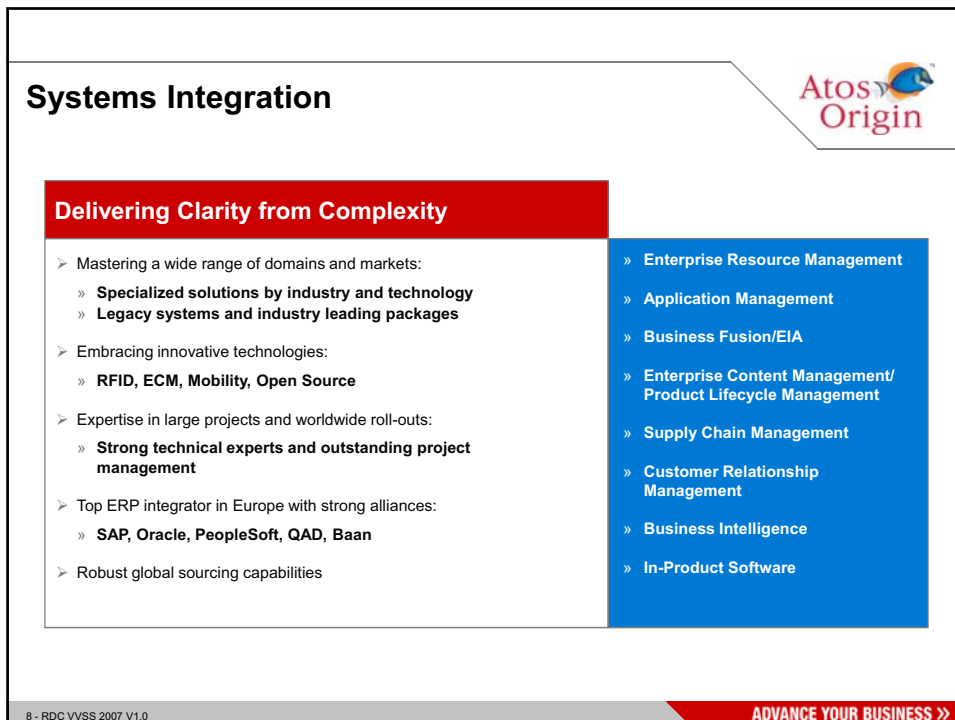 Systems Integration
Atos
Origin
™
Delivering Clarity from Complexity
➢ Mastering a wide range of domains and markets:
» Specialized solutions by industry and technology
» Legacy systems and industry leading packages
➢ Embracing innovative technologies:
» RFID, ECM, Mobility, Open Source
➢ Expertise in large projects and worldwide roll-outs:
» Strong technical experts and outstanding project
management
➢ Top ERP integrator in Europe with strong alliances:
» SAP, Oracle, PeopleSoft, QAD, Baan
➢ Robust global sourcing capabilities
» Enterprise Resource Management
» Application Management
» Business Fusion/EIA
» Enterprise Content Management/
Product Lifecycle Management
» Supply Chain Management
» Customer Relationship
Management
» Business Intelligence
» In-Product Software
8 - RDC VVSS 2007 V1.0
ADVANCE YOUR BUSINESS »